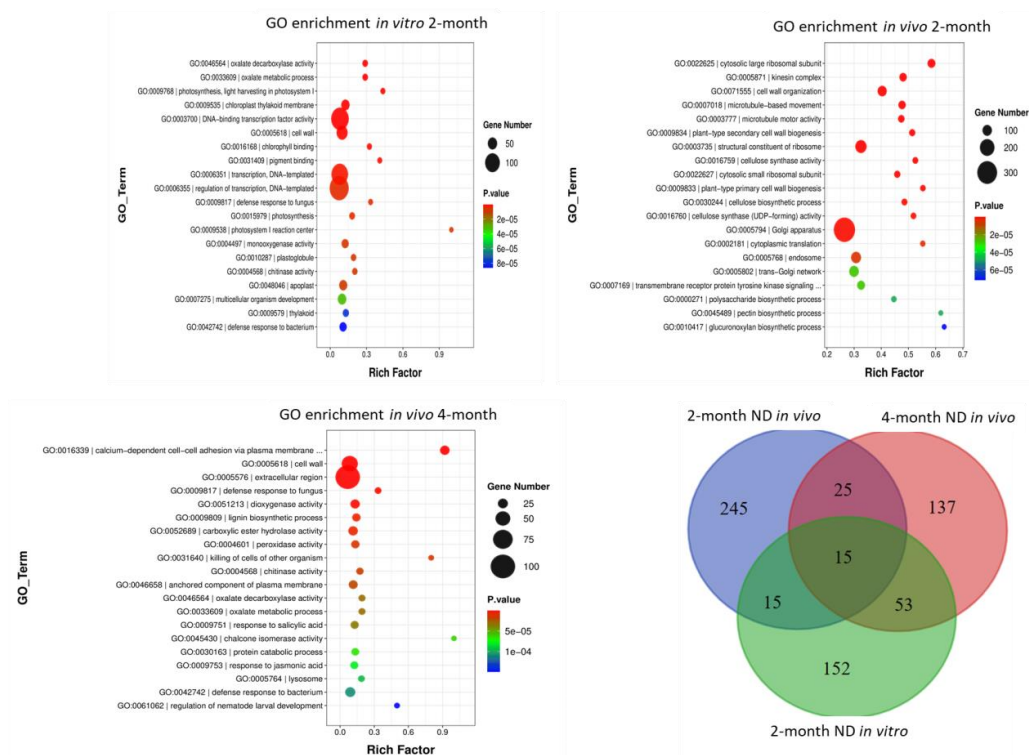 GO enrichment in vitro 2-month
GO:0046564 | oxalate decarboxylase activity
GO:0033609 | oxalate metabolic process
GO:0009768 | photosynthesis, light harvesting in photosystem I
GO:0009535 | chloroplast thylakoid membrane
GO:0003700 | DNA-binding transcription factor activity
GO:0005618 | cell wall
GO:0016168 | chlorophyll binding
GO:0031409 | pigment binding
GO:0006351 | transcription, DNA-templated
GO:0006355 | regulation of transcription, DNA-templated
GO:0009817 | defense response to fungus
GO:0015979 | photosynthesis
GO:0009538 | photosystem I reaction center
GO:0004497 | monooxygenase activity
GO:0010287 | plastoglobule
GO:0004568 | chitinase activity
GO:0048046 | apoplast
GO:0007275 | multicellular organism development
GO:0009579 | thylakoid
GO:0042742 | defense response to bacterium
GO_Term
0.0 0.3 0.6 0.9
Rich Factor
Gene Number
50
100
P.value
2e-05
4e-05
6e-05
8e-05
GO enrichment in vivo 2-month
GO:0022625 | cytosolic large ribosomal subunit
GO:0005871 | kinesin complex
GO:0071555 | cell wall organization
GO:0007018 | microtubule-based movement
GO:0003777 | microtubule motor activity
GO:0009834 | plant-type secondary cell wall biogenesis
GO:0003735 | structural constituent of ribosome
GO:0016759 | cellulose synthase activity
GO:0022627 | cytosolic small ribosomal subunit
GO:0009833 | plant-type primary cell wall biogenesis
GO:0030244 | cellulose biosynthetic process
GO:0016760 | cellulose synthase (UDP-forming) activity
GO:0005794 | Golgi apparatus
GO:0002181 | cytoplasmic translation
GO:0005768 | endosome
GO:0005802 | trans-Golgi network
GO:0007169 | transmembrane receptor protein tyrosine kinase signaling ...
GO:0000271 | polysaccharide biosynthetic process
GO:0045489 | pectin biosynthetic process
GO:0010417 | glucuronoxylan biosynthetic process
GO_Term
0.2 0.3 0.4 0.5 0.6 0.7
Rich Factor
Gene Number
100
200
300
P.value
2e-05
4e-05
6e-05
GO enrichment in vivo 4-month
GO:0016339 | calcium-dependent cell-cell adhesion via plasma membrane ...
GO:0005618 | cell wall
GO:0005576 | extracellular region
GO:0009817 | defense response to fungus
GO:0051213 | dioxygenase activity
GO:0009809 | lignin biosynthetic process
GO:0052689 | carboxylic ester hydrolase activity
GO:0004601 | peroxidase activity
GO:0031640 | killing of cells of other organism
GO:0004568 | chitinase activity
GO:0046658 | anchored component of plasma membrane
GO:0046564 | oxalate decarboxylase activity
GO:0033609 | oxalate metabolic process
GO:0009751 | response to salicylic acid
GO:0045430 | chalcone isomerase activity
GO:0030163 | protein catabolic process
GO:0009753 | response to jasmonic acid
GO:0005764 | lysosome
GO:0042742 | defense response to bacterium
GO:0061062 | regulation of nematode larval development
GO_Term
0.0 0.3 0.6 0.9
Rich Factor
Gene Number
25
50
75
100
P.value
5e-05
1e-04
2-month ND in vivo
4-month ND in vivo
245
25
137
15
15
53
152
2-month ND in vitro